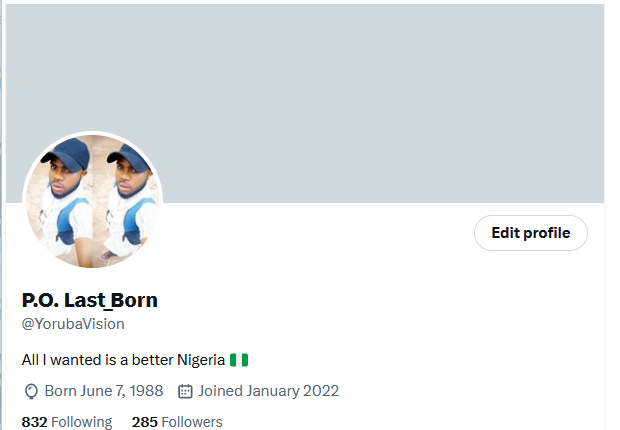 Edit profile
P.O. Last_Born
@YorubaVision
All I wanted is a better Nigeria 🇳🇬
Born June 7, 1988 Joined January 2022
832 Following 285 Followers